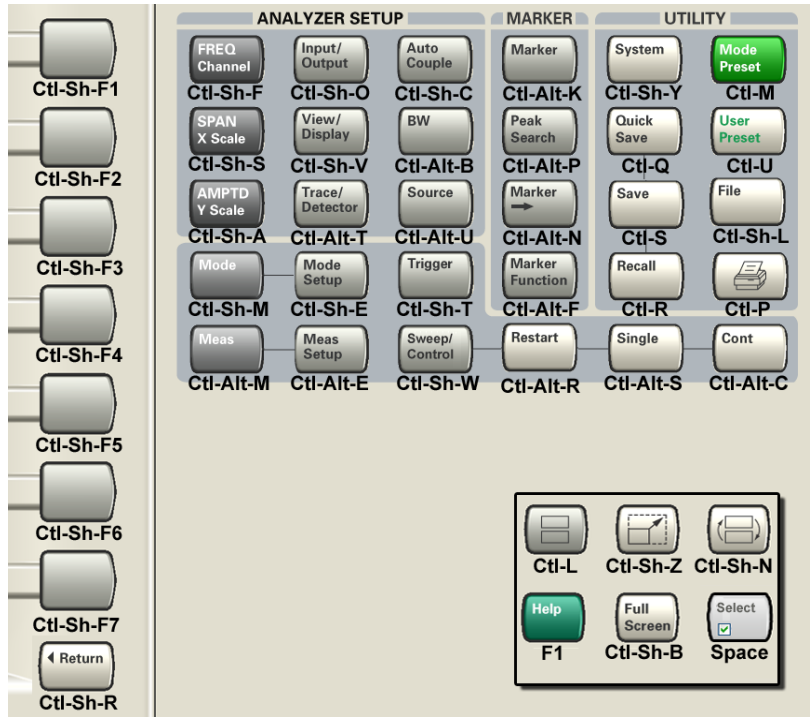 ANALYZER SETUP MARKER UTILITY
FREQ
Channel
Input/
Output
Auto
Couple
Marker
System
Mode
Preset
Ctl-Sh-F1
Ctl-Sh-F Ctl-Sh-O Ctl-Sh-C Ctl-Alt-K Ctl-Sh-Y Ctl-M
SPAN
X Scale
View/
Display
BW
Peak
Search
Quick
Save
User
Preset
Ctl-Sh-F2
Ctl-Sh-S Ctl-Sh-V Ctl-Alt-B Ctl-Alt-P Ctl-Q Ctl-U
AMPTD
Y Scale
Trace/
Detector
Source
Marker
Save
File
Ctl-Sh-A Ctl-Alt-T Ctl-Alt-U Ctl-Alt-N Ctl-S Ctl-Sh-L
Ctl-Sh-F3
Mode
Mode
Setup
Trigger
Marker
Function
Recall
Ctl-Sh-M Ctl-Sh-E Ctl-Sh-T Ctl-Alt-F Ctl-R Ctl-P
Ctl-Sh-F4
Meas
Meas
Setup
Sweep/
Control
Restart
Single
Cont
Ctl-Alt-M Ctl-Alt-E Ctl-Sh-W Ctl-Alt-R Ctl-Alt-S Ctl-Alt-C
Ctl-Sh-F5
Ctl-Sh-F6
Ctl-Sh-F7
Return
Ctl-Sh-R
Ctl-L Ctl-Sh-Z Ctl-Sh-N
Help
Full
Screen
Select
F1 Ctl-Sh-B Space